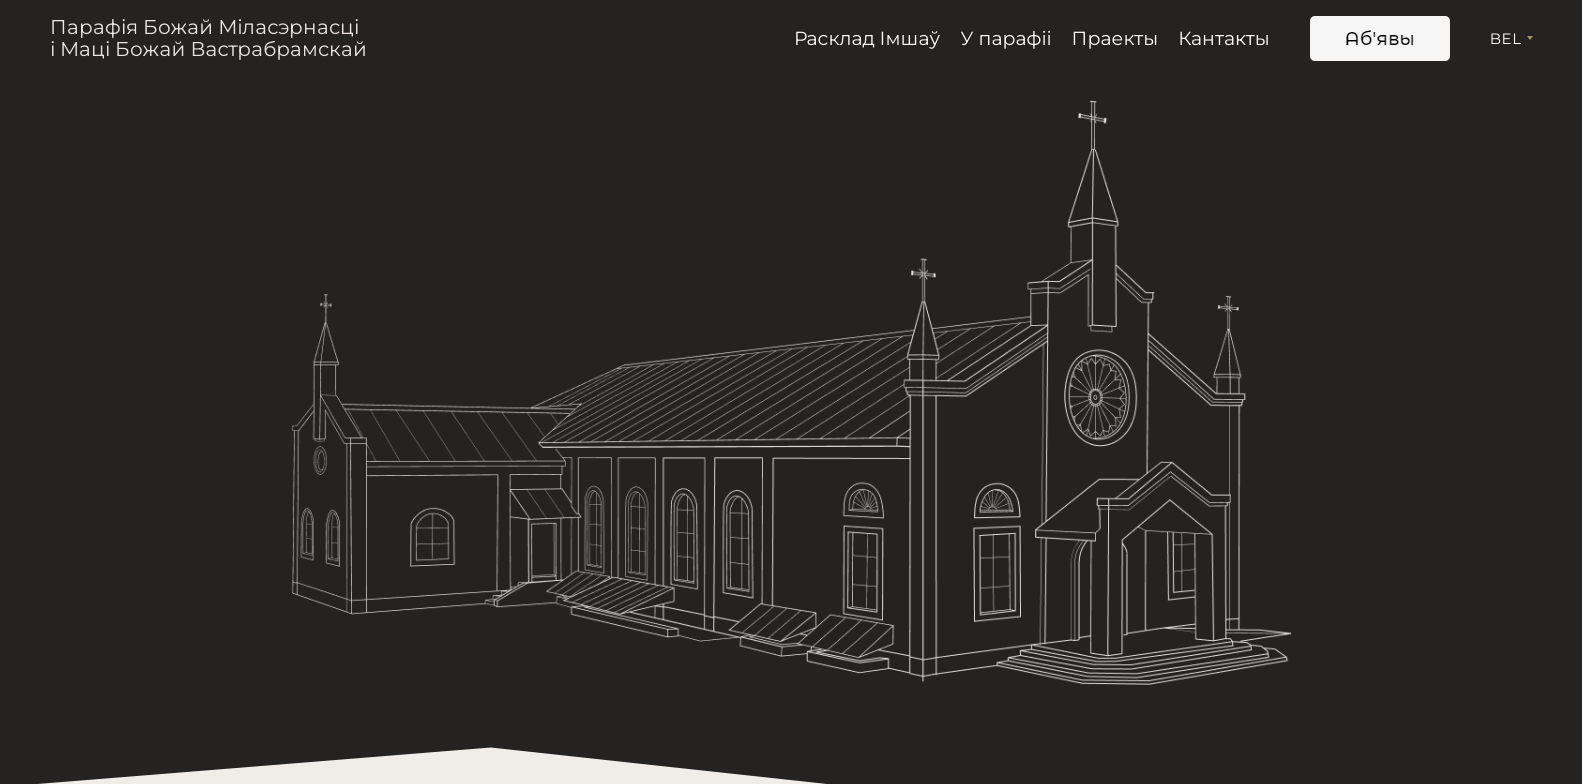 Парафія Божай Міласэрнасці
і Маці Божай Вастрабрамскай
Расклад Імшаў
У парафіі
Праекты
Кантакты
Аб'явы
BEL